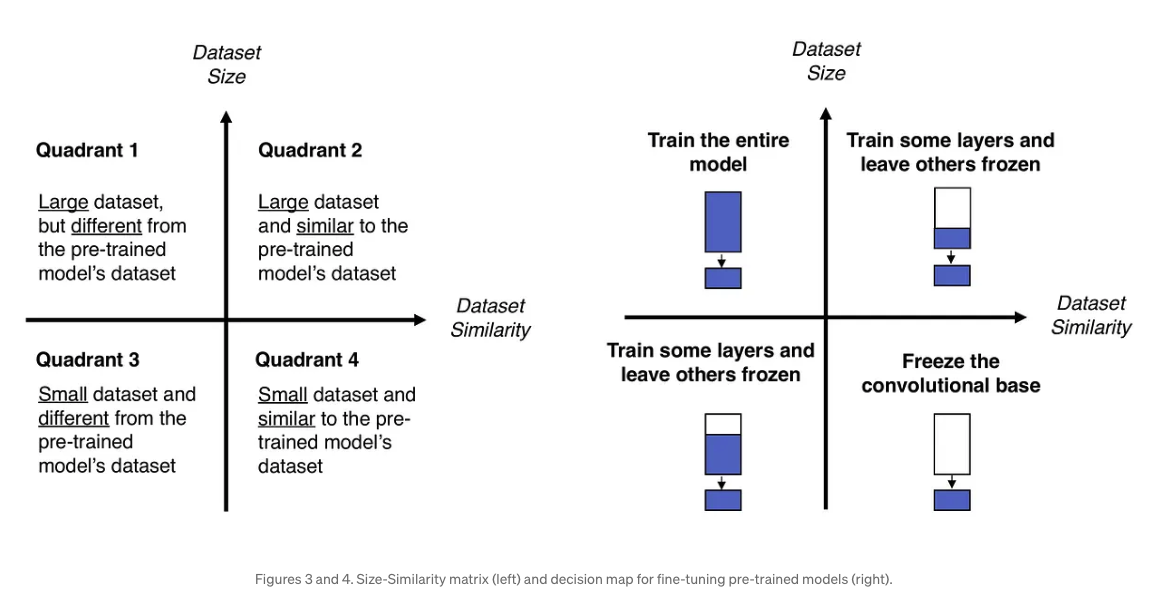 Dataset
Size
Quadrant 1
Large dataset,
but different from
the pre-trained
model's dataset
Quadrant 2
Large dataset
and similar to the
pre-trained
model's dataset
Dataset
Similarity
Quadrant 3
Small dataset and
different from the
pre-trained
model's dataset
Quadrant 4
Small dataset and
similar to the pre-
trained model's
dataset
Dataset
Size
Train the entire
model
Train some layers and
leave others frozen
Dataset
Similarity
Train some layers and
leave others frozen
Freeze the
convolutional base
Figures 3 and 4. Size-Similarity matrix (left) and decision map for fine-tuning pre-trained models (right).